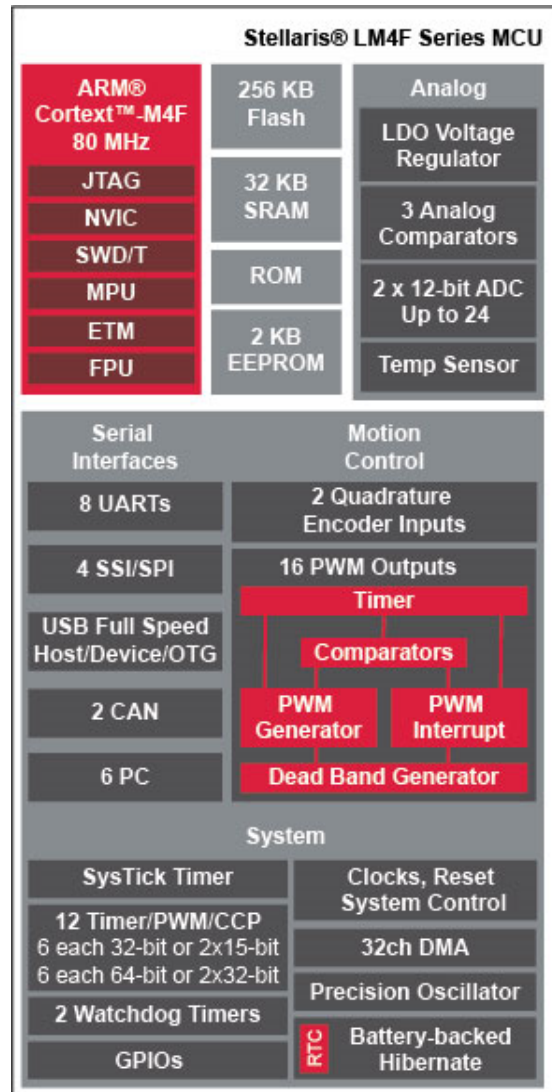 Stellaris® LM4F Series MCU
ARM®
Cortext™-M4F
80 MHz
JTAG
NVIC
SWD/T
MPU
ETM
FPU
256 KB
Flash
32 KB
SRAM
ROM
2 KB
EEPROM
Analog
LDO Voltage
Regulator
3 Analog
Comparators
2 x 12-bit ADC
Up to 24
Temp Sensor
Serial
Interfaces
8 UARTs
4 SSI/SPI
USB Full Speed
Host/Device/OTG
2 CAN
6 PC
Motion
Control
2 Quadrature
Encoder Inputs
16 PWM Outputs
Timer
Comparators
PWM
Generator
PWM
Interrupt
Dead Band Generator
System
SysTick Timer
12 Timer/PWM/CCP
6 each 32-bit or 2x15-bit
6 each 64-bit or 2x32-bit
2 Watchdog Timers
GPIOs
Clocks, Reset
System Control
32ch DMA
Precision Oscillator
RTC
Battery-backed
Hibernate